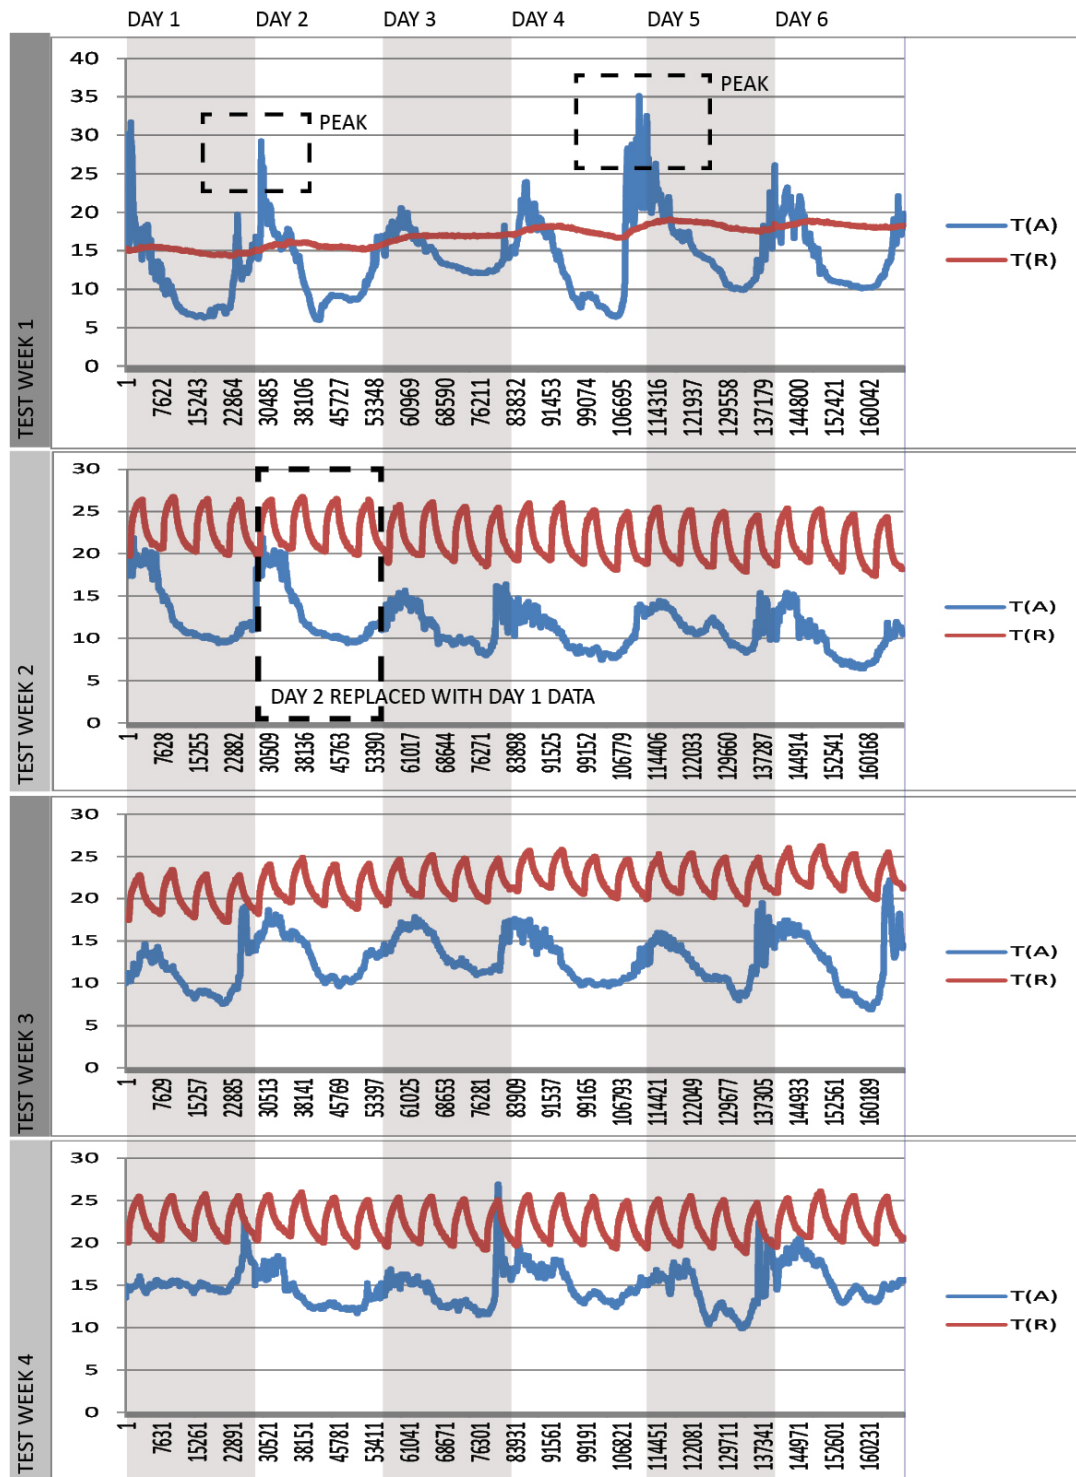 DAY 1 DAY 2 DAY 3 DAY 4 DAY 5 DAY 6
TEST WEEK 1
40
35
30
25
20
15
10
5
0
PEAK
PEAK
T(A)
T(R)
1 7622 15243 22864 30485 38106 45727 53348 60969 68590 76211 83832 91453 99074 106695 114316 121937 129558 137179 144800 152421 160042
TEST WEEK 2
30
25
20
15
10
5
0
DAY 2 REPLACED WITH DAY 1 DATA
T(A)
T(R)
1 7628 15255 22882 30509 38136 45763 53390 61017 68644 76271 83898 91525 99152 106779 114406 122033 129660 137287 144914 152541 160168
TEST WEEK 3
30
25
20
15
10
5
0
T(A)
T(R)
1 7629 15257 22885 30513 38141 45769 53397 61025 68653 76281 83909 91537 99165 106793 114421 122049 129677 137305 144933 152561 160189
TEST WEEK 4
30
25
20
15
10
5
0
T(A)
T(R)
1 7631 15261 22891 30521 38151 45781 53411 61041 68671 76301 83931 91561 99191 106821 114451 122081 129711 137341 144971 152601 160231